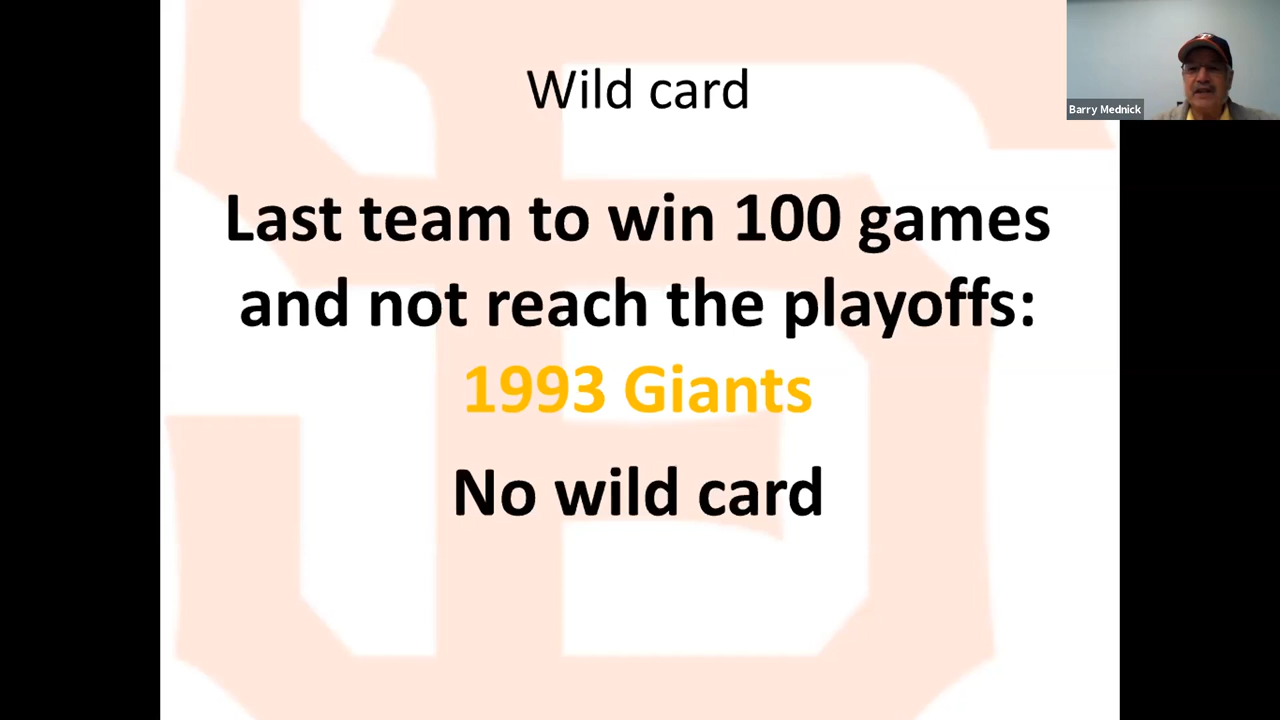 Wild card
Barry Mednick
Last team to win 100 games
and not reach the playoffs:
1993 Giants
No wild card